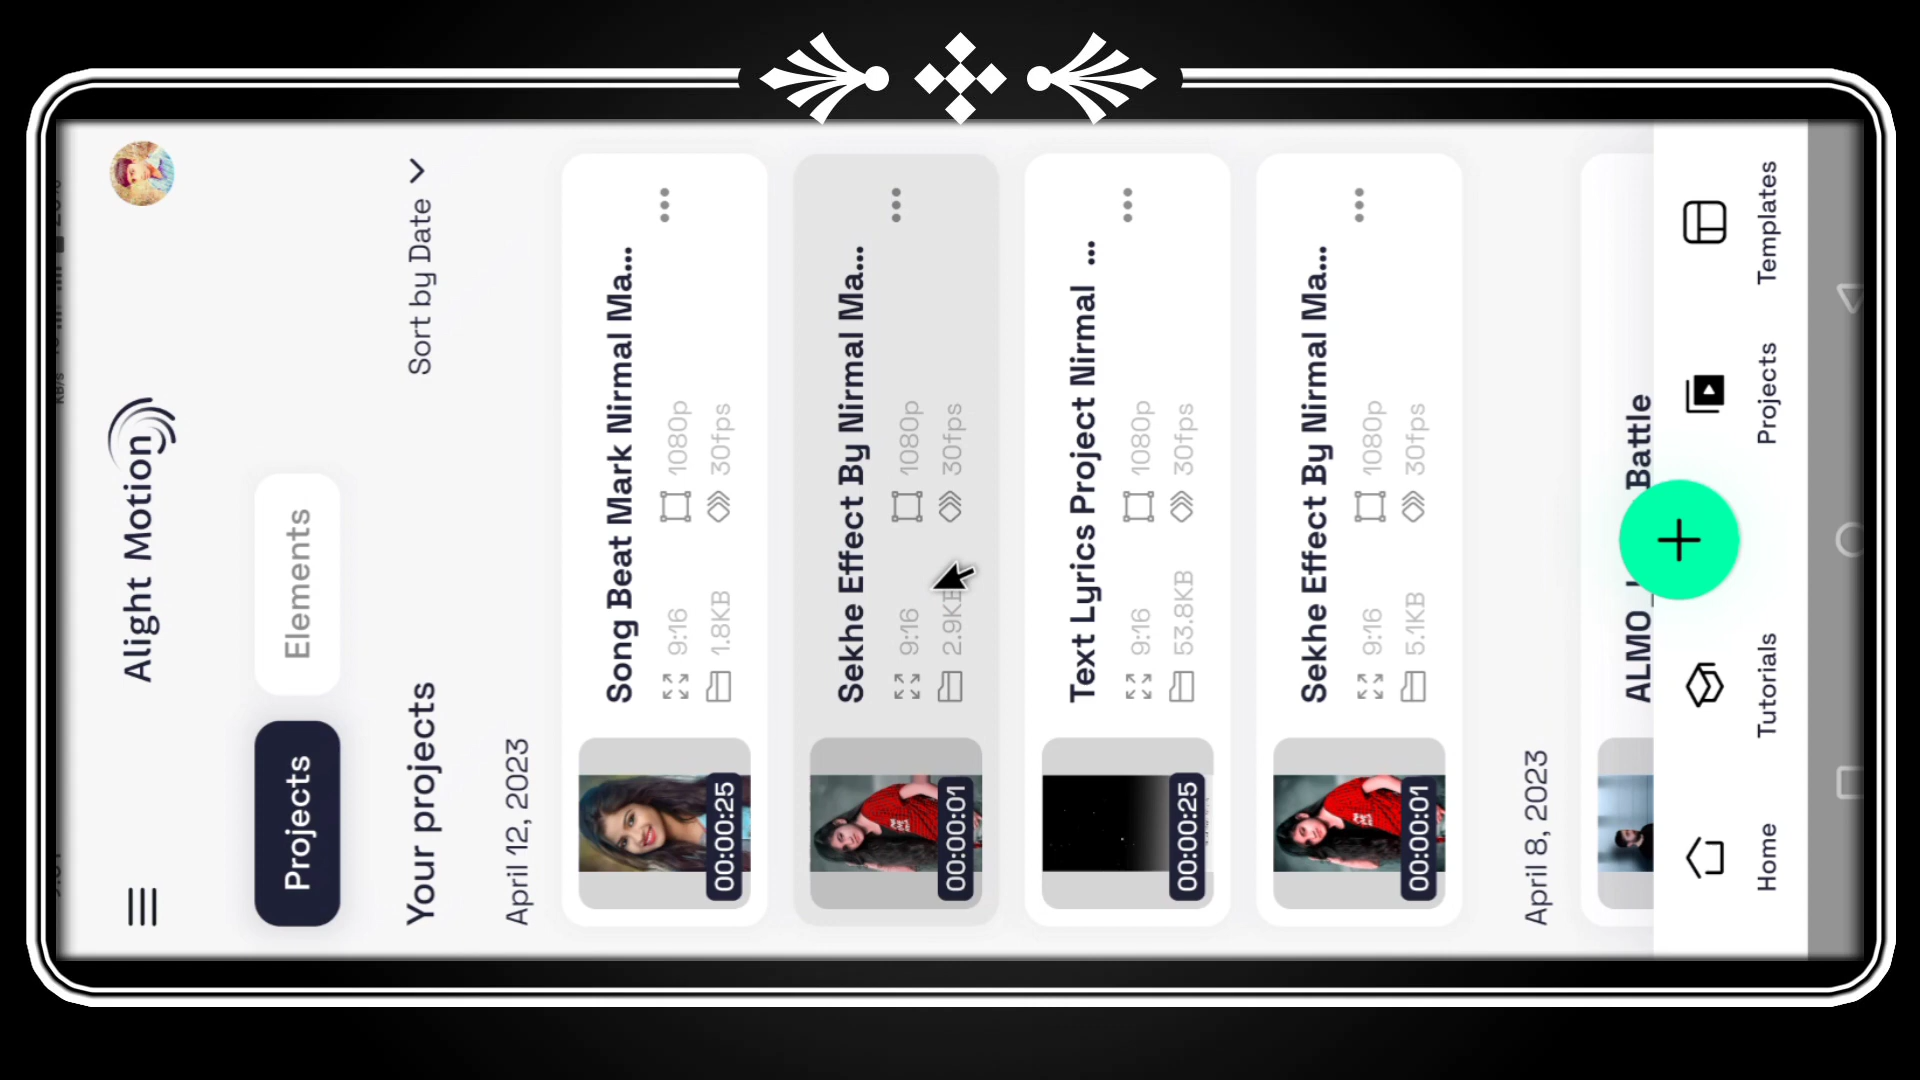 Alight Motion
Projects
Elements
Your projects
Sort by Date
April 12, 2023
Song Beat Mark Nirmal Ma...
9:16
1080p
1.8KB
30fps
00:00:25
Sekhe Effect By Nirmal Ma...
9:16
1080p
2.9KB
30fps
00:00:01
Text Lyrics Project Nirmal ...
9:16
1080p
53.8KB
30fps
00:00:25
Sekhe Effect By Nirmal Ma...
9:16
1080p
5.1KB
30fps
00:00:01
April 8, 2023
ALMO_
Battle
Home
Tutorials
Projects
Templates
KB/s